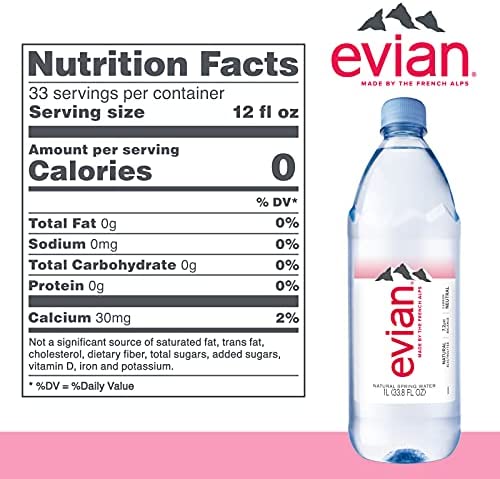 Nutrition Facts
33 servings per container
Serving size 12 fl oz
Amount per serving
Calories 0
% DV*
Total Fat 0g 0%
Sodium 0mg 0%
Total Carbohydrate 0g 0%
Protein 0g 0%
Calcium 30mg 2%
Not a significant source of saturated fat, trans fat,
cholesterol, dietary fiber, total sugars, added sugars,
vitamin D, iron and potassium.
* %DV = %Daily Value
evian®
MADE BY THE FRENCH ALPS
evian®
MADE BY THE FRENCH ALPS
NEUTRAL
NATURAL
NATURAL SPRING WATER
1L (33.8 FL OZ)